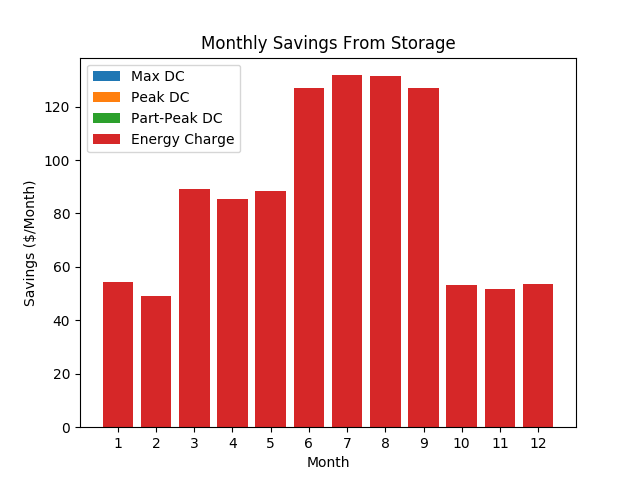 Monthly Savings From Storage
Max DC
Peak DC
Part-Peak DC
Energy Charge
120
100
80
60
40
20
0
Savings ($/Month)
1 2 3 4 5 6 7 8 9 10 11 12
Month